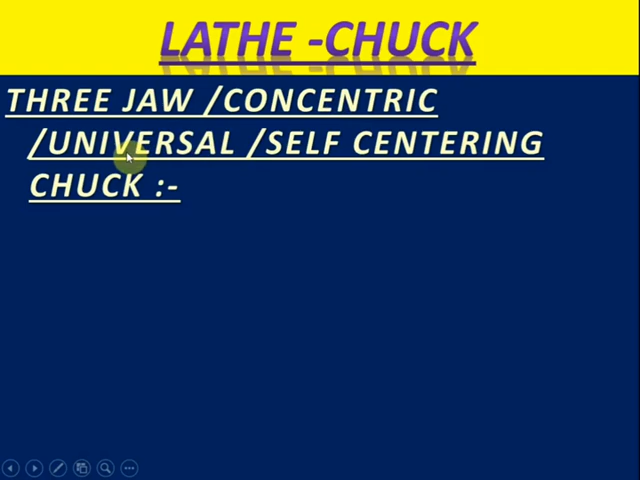 LATHE -CHUCK
THREE JAW /CONCENTRIC
/UNIVERSAL /SELF CENTERING
CHUCK :-